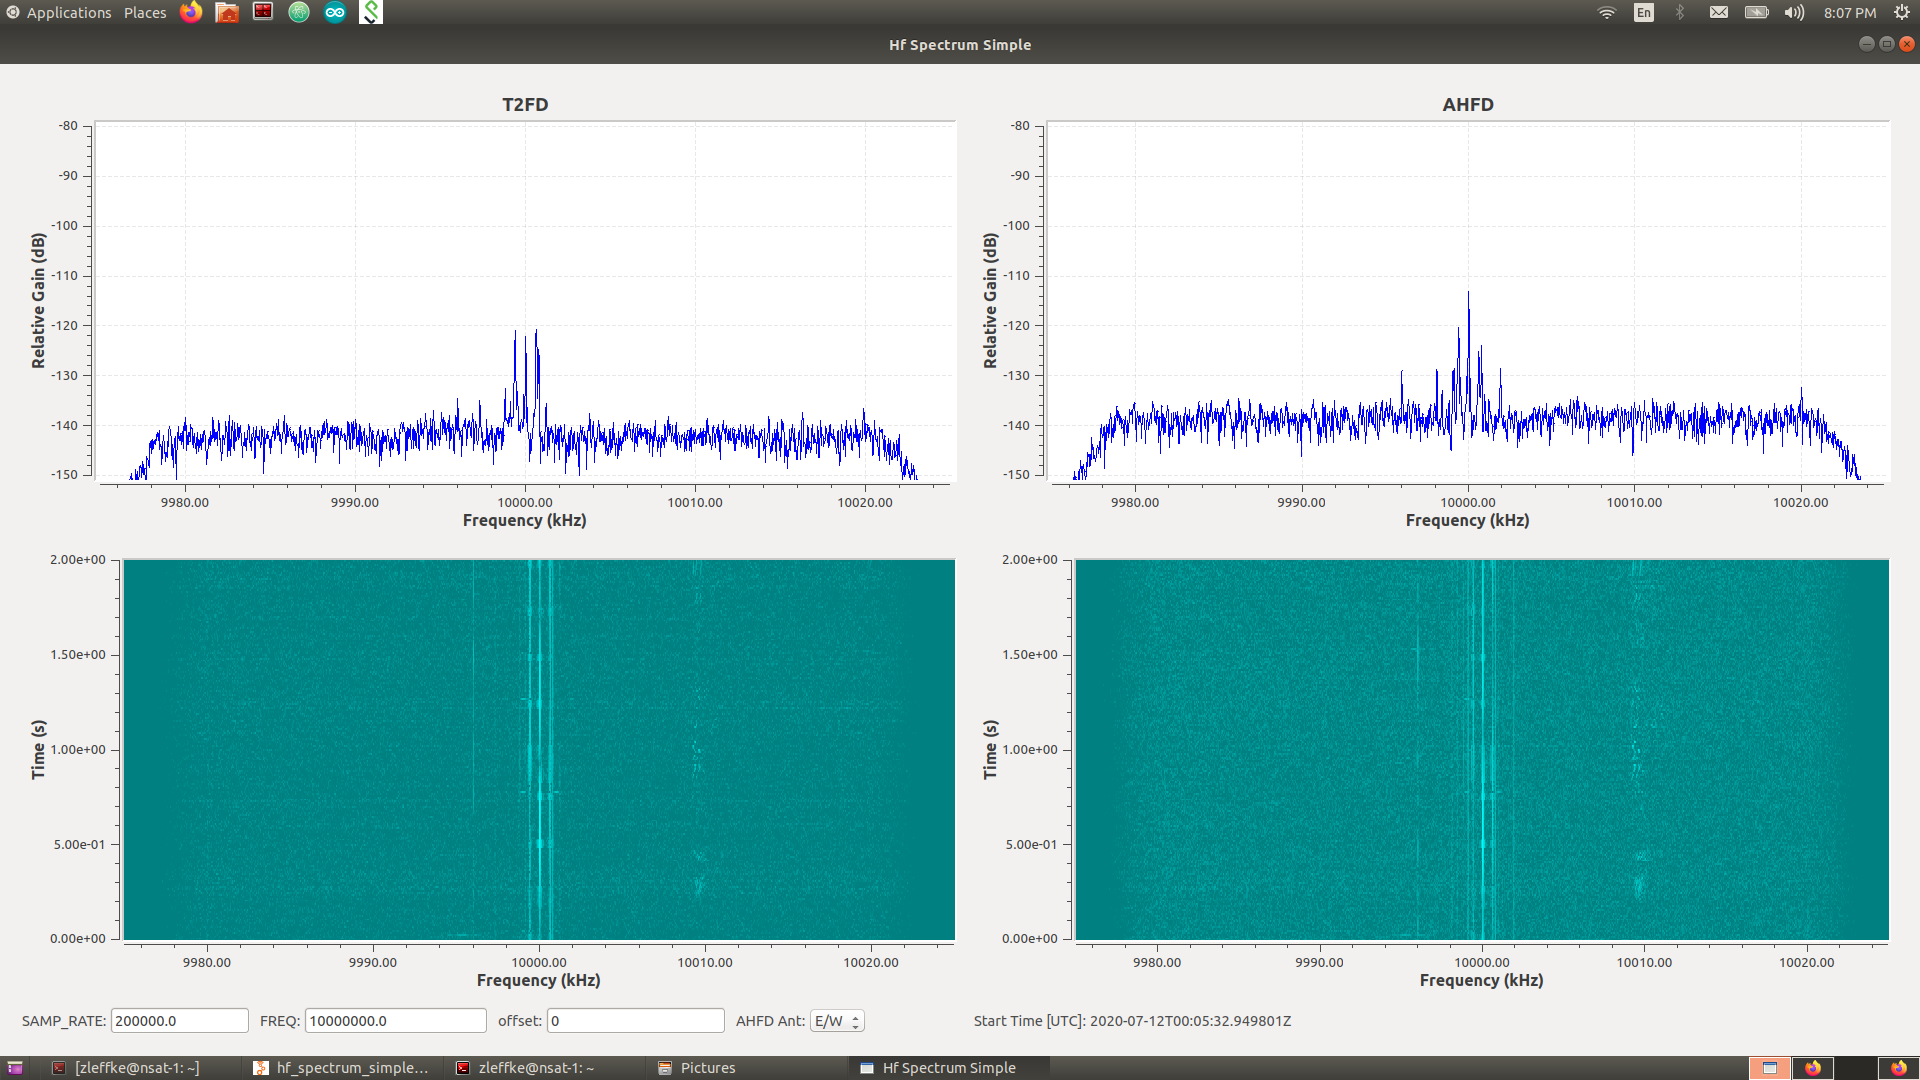 Applications Places En 8:07 PM
Hf Spectrum Simple
T2FD
-80
-90
-100
-110
-120
-130
-140
-150
Relative Gain (dB)
9980.00 9990.00 10000.00 10010.00 10020.00
Frequency (kHz)
AHFD
-80
-90
-100
-110
-120
-130
-140
-150
Relative Gain (dB)
9980.00 9990.00 10000.00 10010.00 10020.00
Frequency (kHz)
2.00e+00
1.50e+00
1.00e+00
5.00e-01
0.00e+00
Time (s)
9980.00 9990.00 10000.00 10010.00 10020.00
Frequency (kHz)
2.00e+00
1.50e+00
1.00e+00
5.00e-01
0.00e+00
Time (s)
9980.00 9990.00 10000.00 10010.00 10020.00
Frequency (kHz)
SAMP_RATE: 200000.0 FREQ: 10000000.0 offset: 0 AHFD Ant: E/W Start Time [UTC]: 2020-07-12T00:05:32.949801Z
[zleffke@nsat-1: ~] hf_spectrum_simple... zleffke@nsat-1: ~ Pictures Hf Spectrum Simple